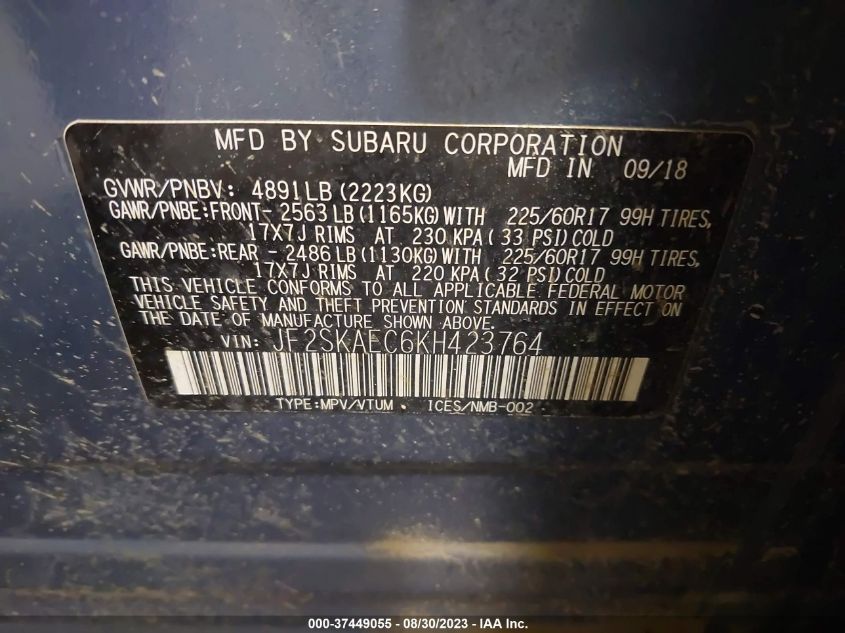 MFD BY SUBARU CORPORATION
MFD IN 09/18
GVWR/PNBV: 4891LB (2223KG)
GAWR/PNBE:FRONT- 2563 LB (1165KG) WITH 225/60R17 99H TIRES,
17X7J RIMS AT 230 KPA ( 33 PSI) COLD
GAWR/PNBE:REAR - 2486 LB (1130KG) WITH 225/60R17 99H TIRES,
17X7J RIMS AT 220 KPA ( 32 PSI) COLD
THIS VEHICLE CONFORMS TO ALL APPLICABLE FEDERAL MOTOR
VEHICLE SAFETY AND THEFT PREVENTION STANDARDS IN EFFECT ON
THE DATE OF MANUFACTURE SHOWN ABOVE.
VIN: JF2SKAEC6KH423764
TYPE:MPV/VTUM ICES/NMB-002
000-37449055 - 08/30/2023 - IAA Inc.